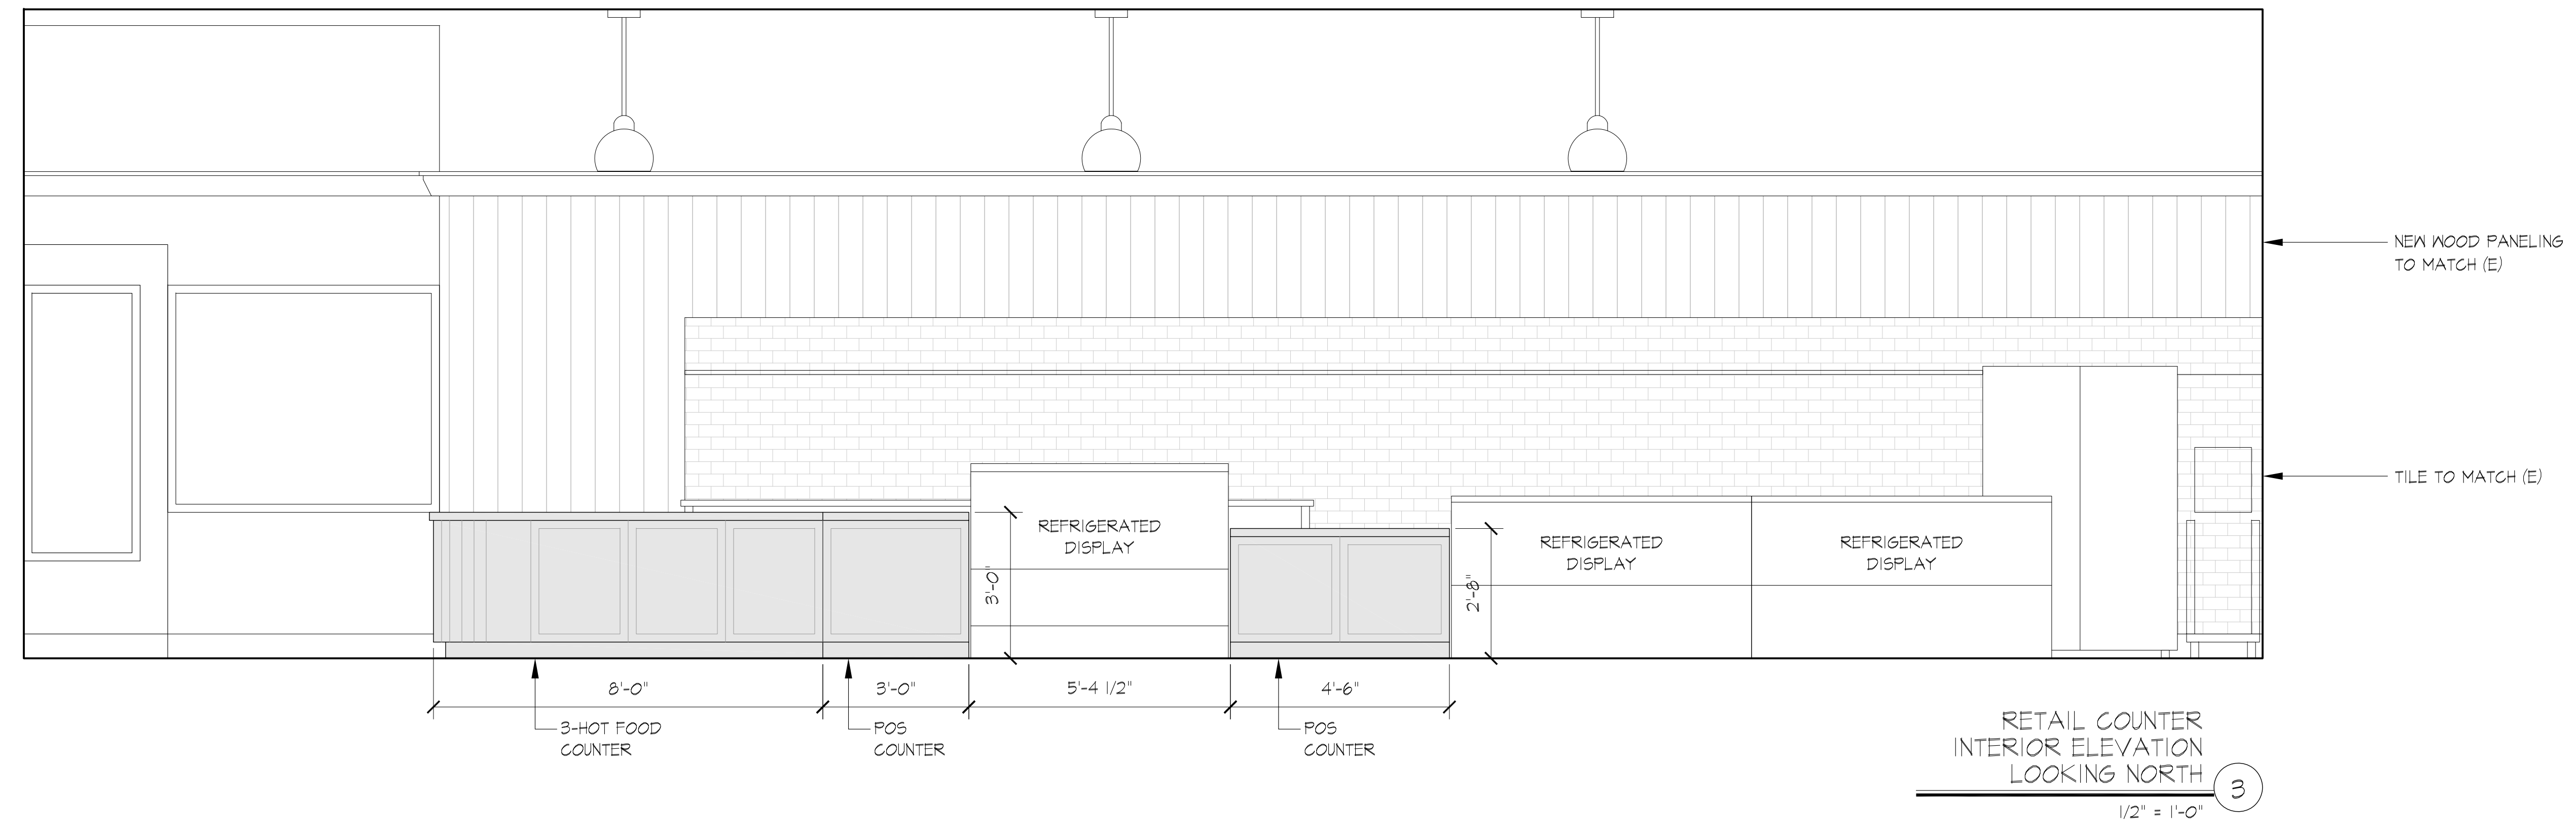 NEW WOOD PANELING
TO MATCH (E)
TILE TO MATCH (E)
REFRIGERATED
DISPLAY
REFRIGERATED
DISPLAY
REFRIGERATED
DISPLAY
3'-0"
2'-8"
8'-0"
3'-0"
5'-4 1/2"
4'-6"
3-HOT FOOD
COUNTER
POS
COUNTER
POS
COUNTER
RETAIL COUNTER
INTERIOR ELEVATION
LOOKING NORTH
3
1/2" = 1'-0"